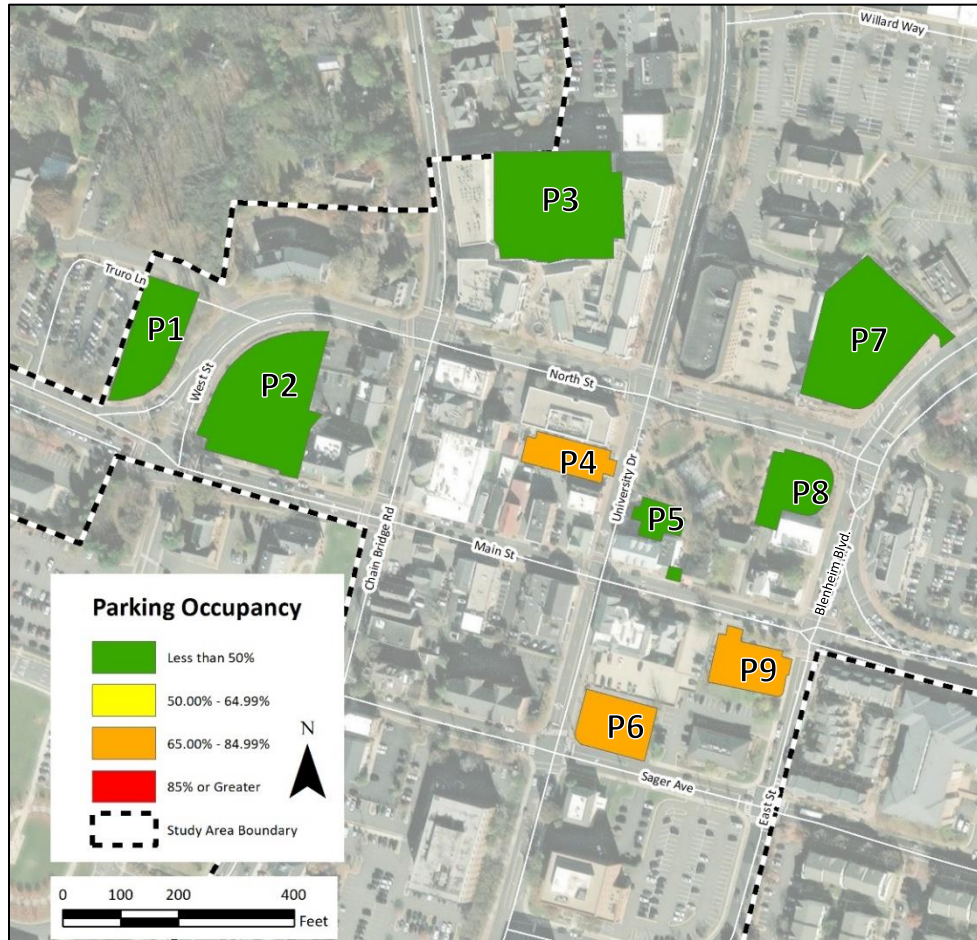 Willard Way
P3
Truro Ln
P1
P7
West St
P2
North St
P4
P8
University Dr
P5
Chain Bridge Rd
Main St
Blenheim Blvd.
P9
P6
Sager Ave
East St
Parking Occupancy
Less than 50%
50.00% - 64.99%
65.00% - 84.99%
85% or Greater
Study Area Boundary
N
0 100 200 400
Feet